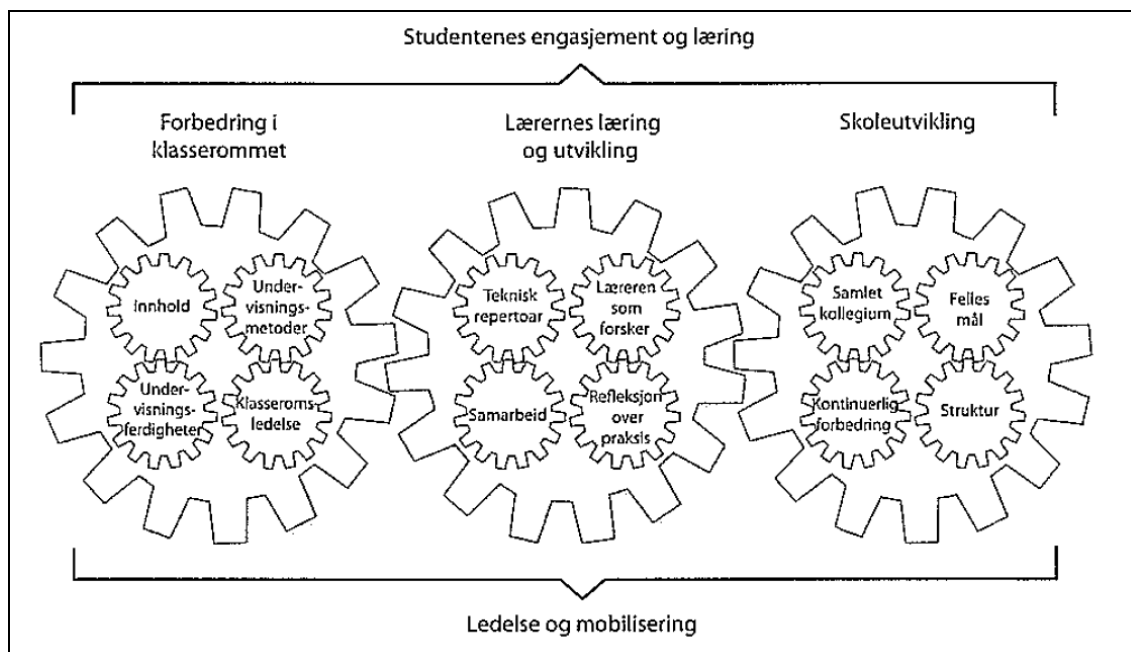 Studentenes engasjement og læring
Forbedring i
klasserommet
Lærernes læring
og utvikling
Skoleutvikling
Innhold
Under-
visnings-
metoder
Under-
visnings-
ferdigheter
Klasseroms-
ledelse
Teknisk
repertoar
Læreren
som
forsker
Samarbeid
Refleksjon
over
praksis
Samlet
kollegium
Felles
mål
Kontinuerlig
forbedring
Struktur
Ledelse og mobilisering